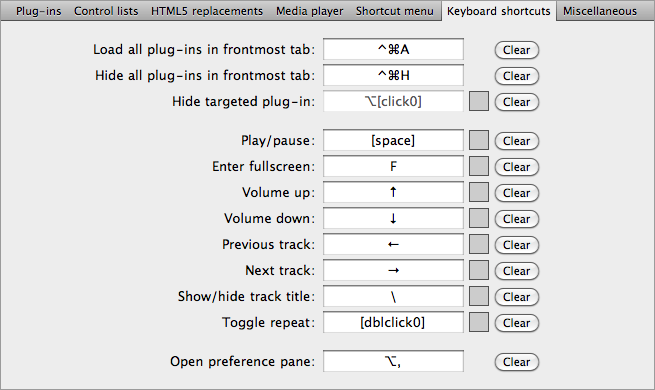 Plug-ins Control lists HTML5 replacements Media player Shortcut menu Keyboard shortcuts Miscellaneous
Load all plug-ins in frontmost tab: ^⌘A Clear
Hide all plug-ins in frontmost tab: ^⌘H Clear
Hide targeted plug-in: ⌥[click0] Clear
Play/pause: [space] Clear
Enter fullscreen: F Clear
Volume up: ↑ Clear
Volume down: ↓ Clear
Previous track: ← Clear
Next track: → Clear
Show/hide track title: \ Clear
Toggle repeat: [dblclick0] Clear
Open preference pane: ⌥, Clear